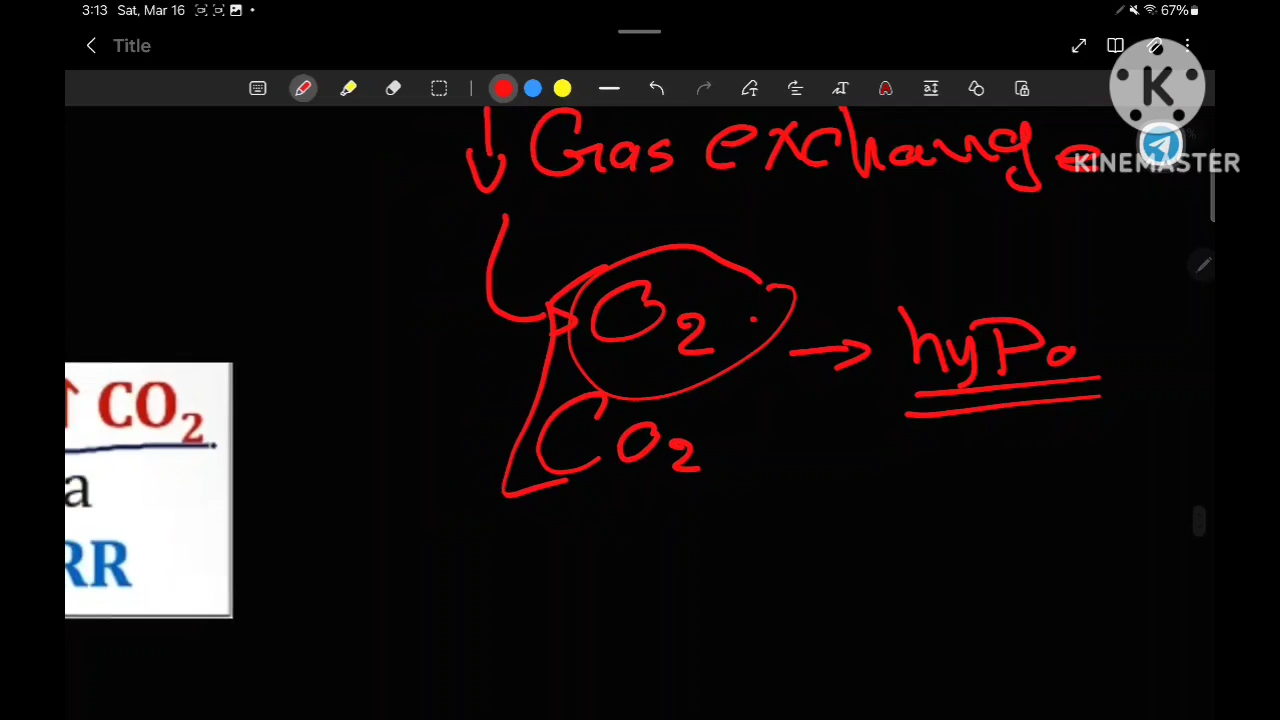 3:13 Sat, Mar 16
67%
Title
K
KINEMASTER
↓ Gas exchange
O2 → hypo
CO2
↑ CO2
a
RR